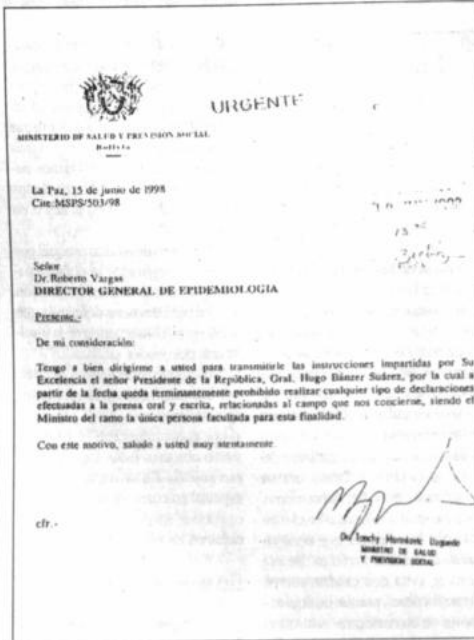 URGENTE
MINISTERIO DE SALUD Y PREVISION SOCIAL
Bolivia
La Paz, 15 de junio de 1998
Cite: MSPS/503/98
Señor
Dr. Roberto Vargas
DIRECTOR GENERAL DE EPIDEMIOLOGIA
Presente.-
De mi consideración:
Tengo a bien dirigirme a usted para transmitirle las instrucciones impartidas por Su
Excelencia el señor Presidente de la República, Gral. Hugo Bánzer Suárez, por la cual a
partir de la fecha queda terminantemente prohibido realizar cualquier tipo de declaraciones
efectuadas a la prensa oral y escrita, relacionadas al campo que nos concierne, siendo el
Ministro del ramo la única persona facultada para esta finalidad.
Con este motivo, saludo a usted muy atentamente.
cfr.-
MINISTRO DE SALUD
Y PREVISION SOCIAL